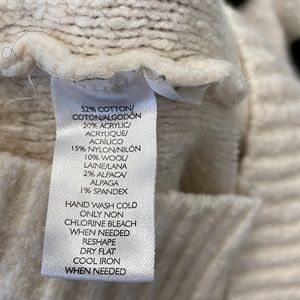 52% COTTON/
COTON/ALGODÓN
20% ACRYLIC/
ACRYLIQUE/
ACRÍLICO
15% NYLON/NILÓN
10% WOOL/
LAINE/LANA
2% ALPACA/
ALPAGA
1% SPANDEX
HAND WASH COLD
ONLY NON
CHLORINE BLEACH
WHEN NEEDED
RESHAPE
DRY FLAT
COOL IRON
WHEN NEEDED